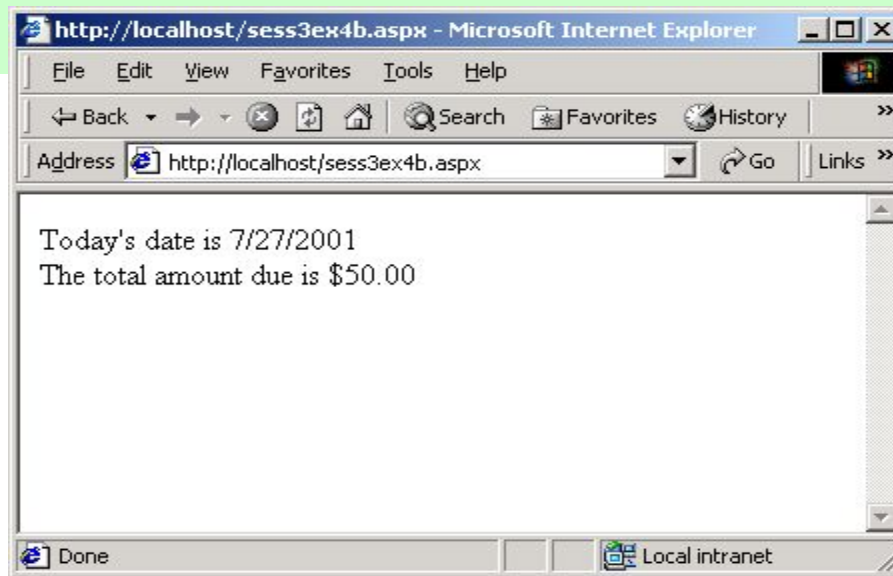 http://localhost/sess3ex4b.aspx - Microsoft Internet Explorer
File Edit View Favorites Tools Help
Back Search Favorites History »
Address http://localhost/sess3ex4b.aspx Go Links »
Today's date is 7/27/2001
The total amount due is $50.00
Done Local intranet